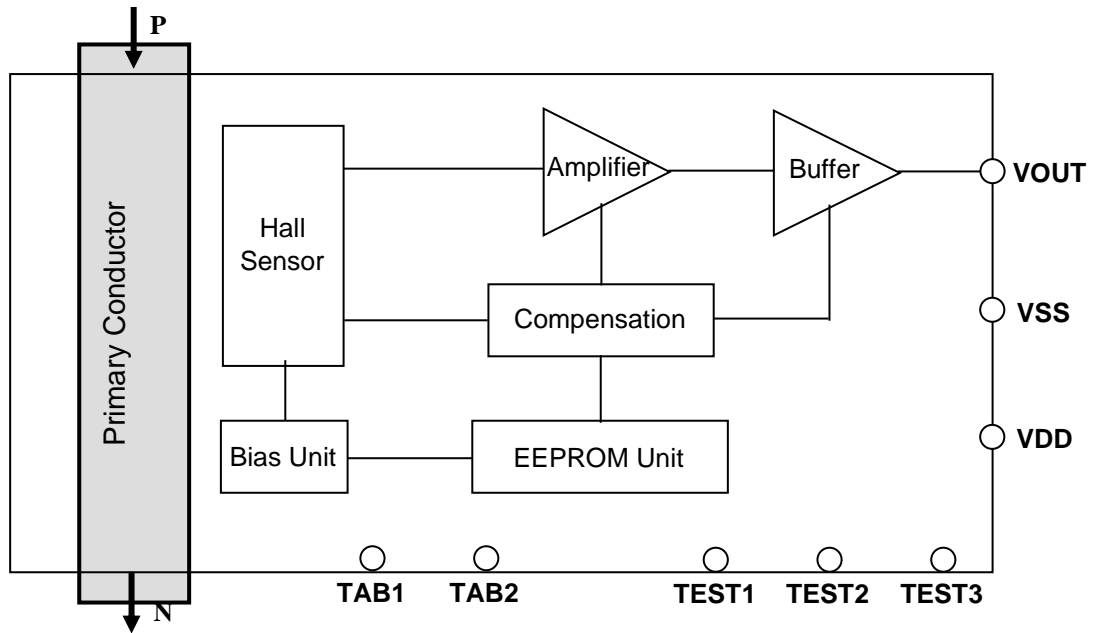 P
Primary Conductor
Hall
Sensor
Amplifier
Buffer
VOUT
Compensation
VSS
Bias Unit
EEPROM Unit
VDD
TAB1
TAB2
TEST1
TEST2
TEST3
N